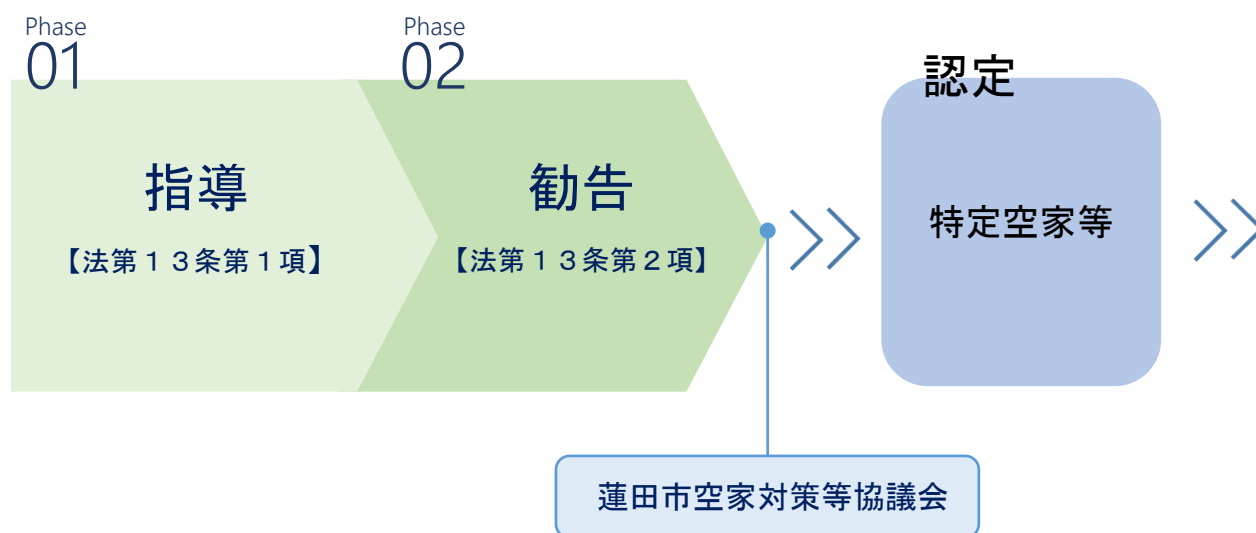 Phase
01
指導
【法第１３条第１項】
Phase
02
勧告
【法第１３条第２項】
認定
特定空家等
蓮田市空家対策等協議会